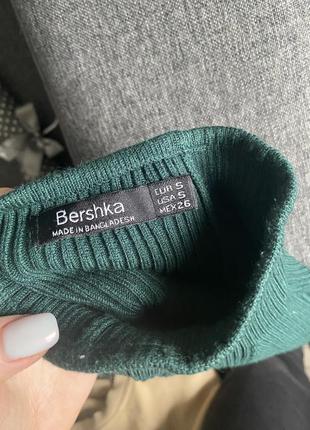 Bershka
MADE IN BANGLADESH
EUR S
USA S
MEX 26